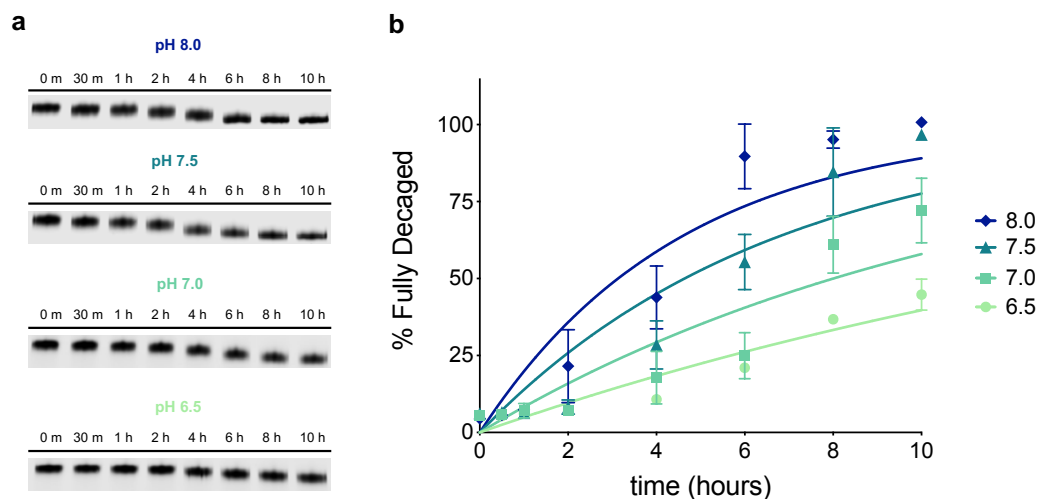 a
pH 8.0
0 m 30 m 1 h 2 h 4 h 6 h 8 h 10 h
pH 7.5
0 m 30 m 1 h 2 h 4 h 6 h 8 h 10 h
pH 7.0
0 m 30 m 1 h 2 h 4 h 6 h 8 h 10 h
pH 6.5
0 m 30 m 1 h 2 h 4 h 6 h 8 h 10 h
b
% Fully Decaged
100
75
50
25
0
0 2 4 6 8 10
time (hours)
8.0
7.5
7.0
6.5